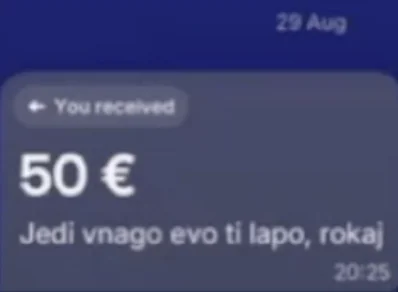 29 Aug
← You received
50 €
Jedi vnago evo ti lapo, rokaj
20:25